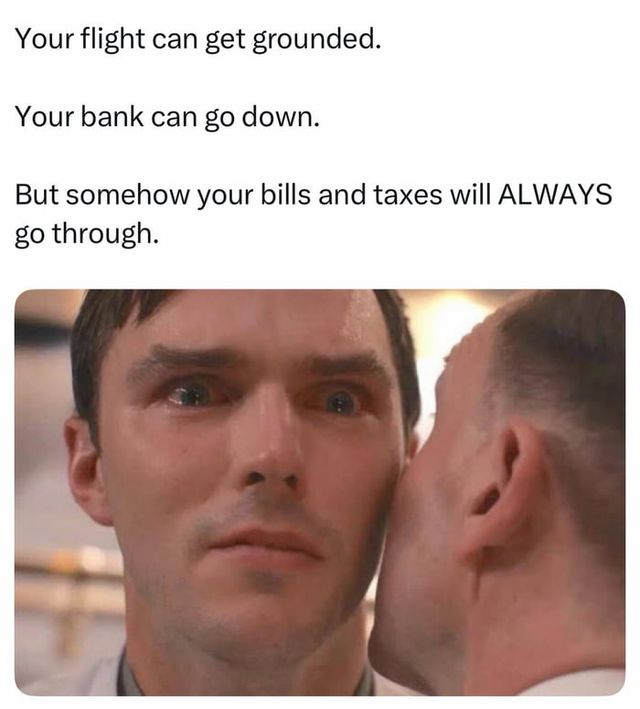 Your flight can get grounded.
Your bank can go down.
But somehow your bills and taxes will ALWAYS
go through.